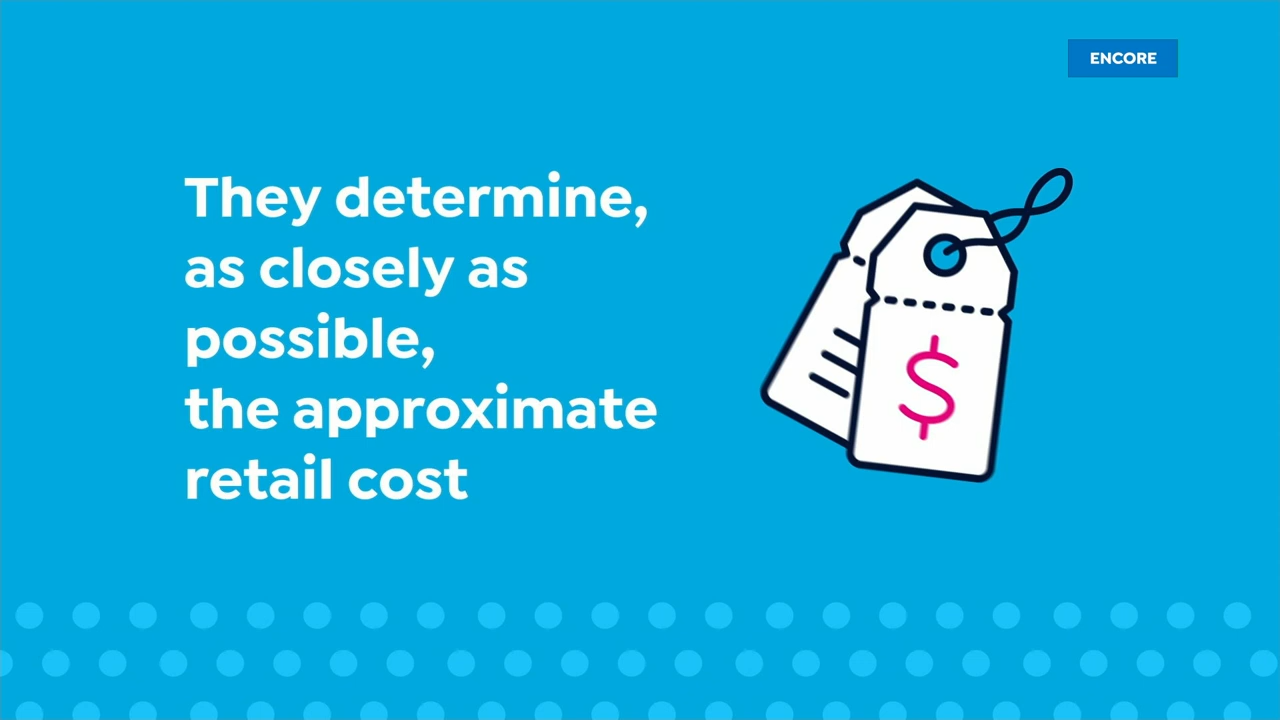 ENCORE
They determine,
as closely as
possible,
the approximate
retail cost
$